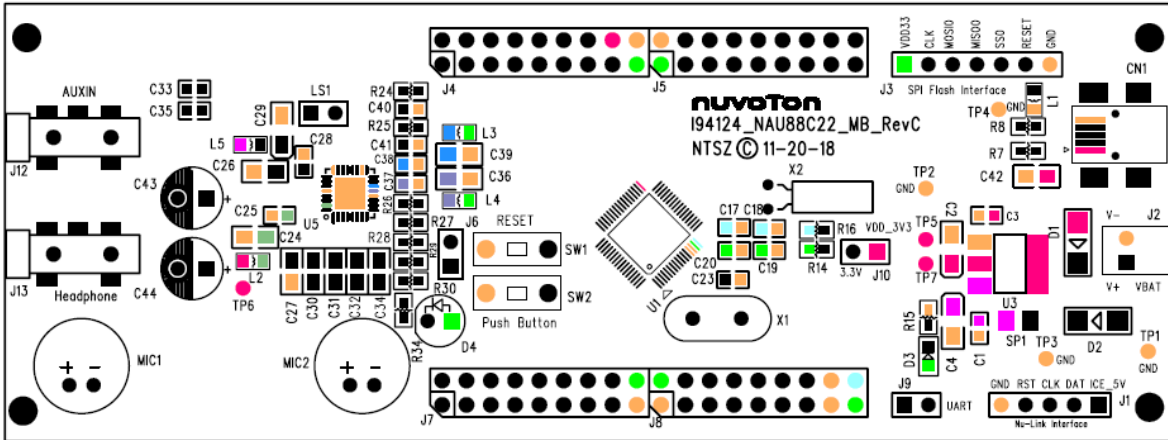 AUXIN
C33
C35
C29
LS1
R24
C40
R25
C41
C38
C37
R26
R28
J4
J5
L3
C39
C36
L4
nuvoTon
I94124_NAU88C22_MB_RevC
NTSZ © 11-20-18
J3
VDD33
CLK
MOSI0
MISO0
SS0
RESET
GND
SPI Flash Interface
CN1
L1
GND
TP4
R8
R7
C42
J12
L5
C28
C26
C43
+
C25
U5
C24
L2
TP6
C44
+
J13
Headphone
C27
C30
C31
C32
C34
R27
R29
J6
RESET
SW1
SW2
Push Button
R30
D4
R34
X2
C17
C18
R16
C20
C19
R14
C23
U1
X1
VDD_3V3
3.3V
J10
TP2
GND
TP5
C2
C3
TP7
D1
V-
J2
V+
VBAT
U3
R15
D3
C4
C1
SP1
TP3
GND
D2
TP1
GND
MIC1
+ -
MIC2
+ -
J7
J8
J9
UART
GND
RST
CLK
DAT
ICE_5V
J1
Nu-Link Interface